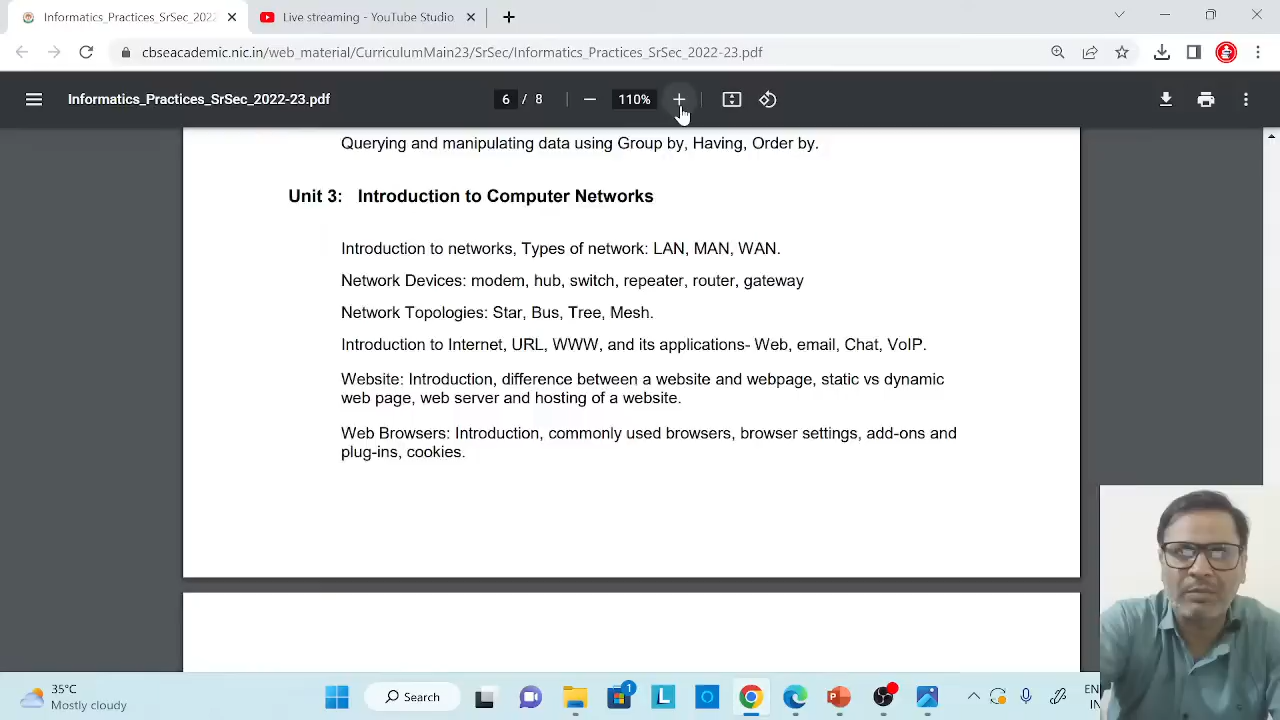 Informatics_Practices_SrSec_2022
Live streaming - YouTube Studio
cbseacademic.nic.in/web_material/CurriculumMain23/SrSec/Informatics_Practices_SrSec_2022-23.pdf
Informatics_Practices_SrSec_2022-23.pdf
6 / 8
110%
Querying and manipulating data using Group by, Having, Order by.
Unit 3: Introduction to Computer Networks
Introduction to networks, Types of network: LAN, MAN, WAN.
Network Devices: modem, hub, switch, repeater, router, gateway
Network Topologies: Star, Bus, Tree, Mesh.
Introduction to Internet, URL, WWW, and its applications- Web, email, Chat, VoIP.
Website: Introduction, difference between a website and webpage, static vs dynamic
web page, web server and hosting of a website.
Web Browsers: Introduction, commonly used browsers, browser settings, add-ons and
plug-ins, cookies.
35°C
Mostly cloudy
Search
1
L
EN
IN